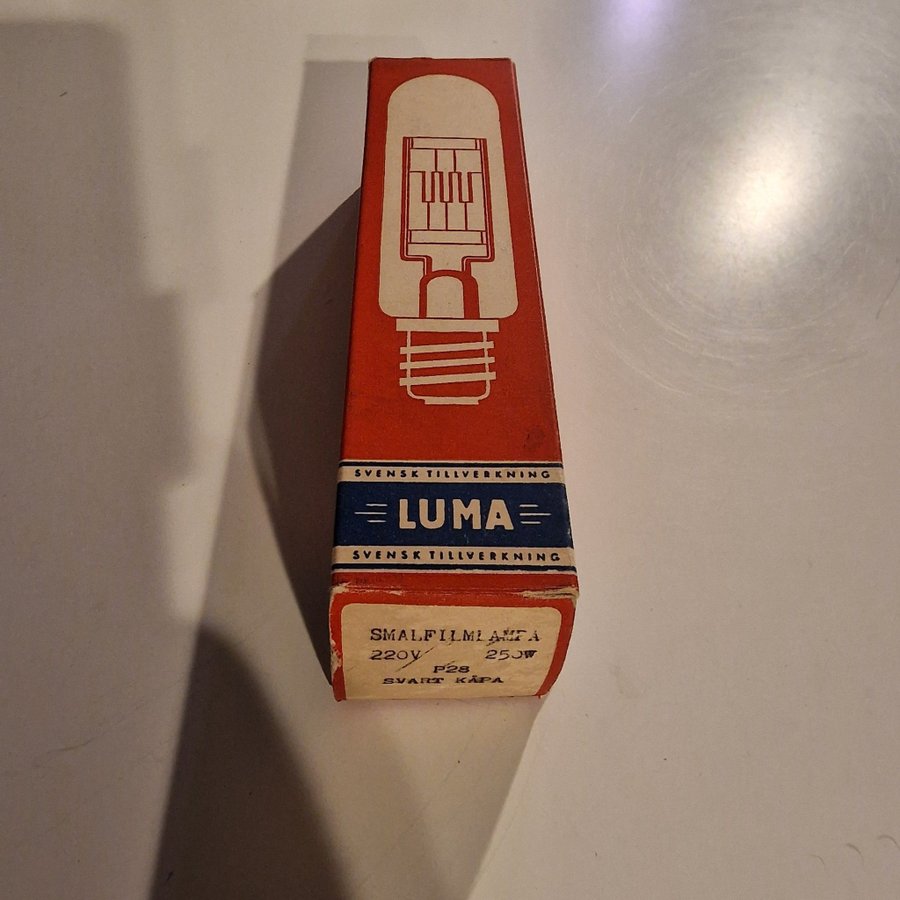 SVENSK TILLVERKNING
LUMA
SVENSK TILLVERKNING
SMALFILMLAMPA
220V 250W
P28
SVART KÅPA